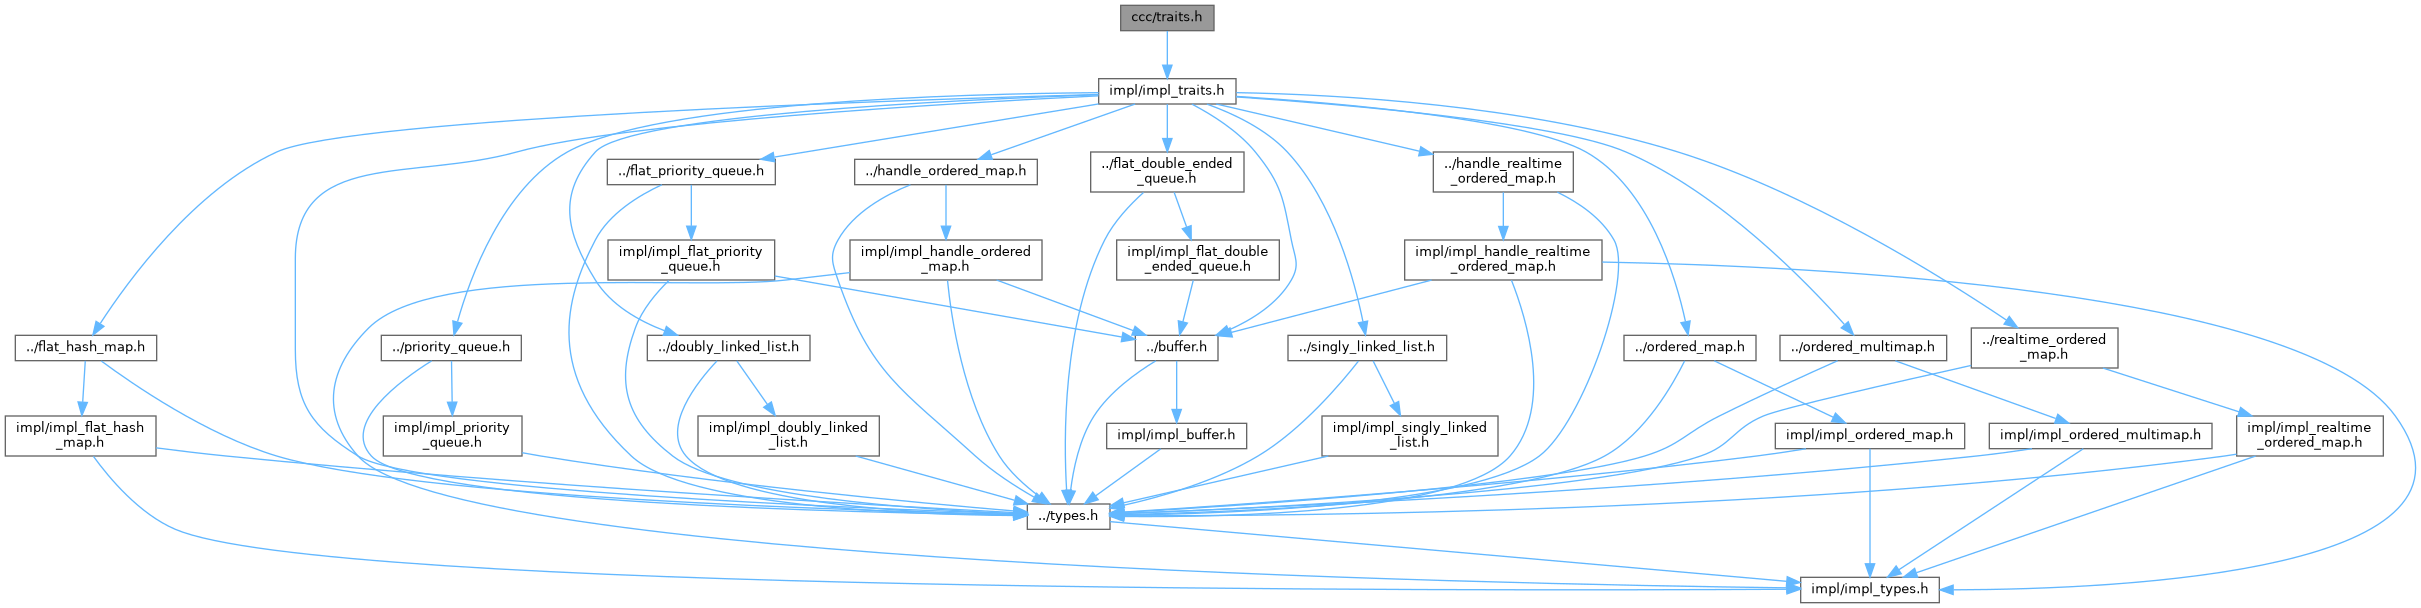 ccc/traits.h
impl/impl_traits.h
../flat_priority_queue.h
../handle_ordered_map.h
../flat_double_ended
_queue.h
../handle_realtime
_ordered_map.h
impl/impl_flat_priority
_queue.h
impl/impl_handle_ordered
_map.h
impl/impl_flat_double
_ended_queue.h
impl/impl_handle_realtime
_ordered_map.h
../flat_hash_map.h
../priority_queue.h
../doubly_linked_list.h
../buffer.h
../singly_linked_list.h
../ordered_map.h
../ordered_multimap.h
../realtime_ordered
_map.h
impl/impl_flat_hash
_map.h
impl/impl_priority
_queue.h
impl/impl_doubly_linked
_list.h
impl/impl_buffer.h
impl/impl_singly_linked
_list.h
impl/impl_ordered_map.h
impl/impl_ordered_multimap.h
impl/impl_realtime
_ordered_map.h
../types.h
impl/impl_types.h